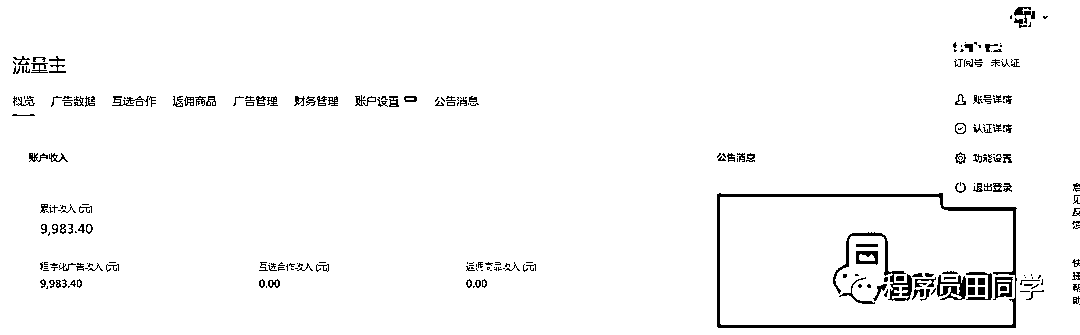 流量主
订阅号 未认证
概览 广告数据 互选合作 返佣商品 广告管理 财务管理 账户设置 公告消息
账号详情
认证详情
功能设置
退出登录
账户收入
公告消息
累计收入 (元)
9,983.40
程序化广告收入 (元) 互选合作收入 (元) 返佣商品收入 (元)
9,983.40 0.00 0.00
程序员田同学
意见反馈